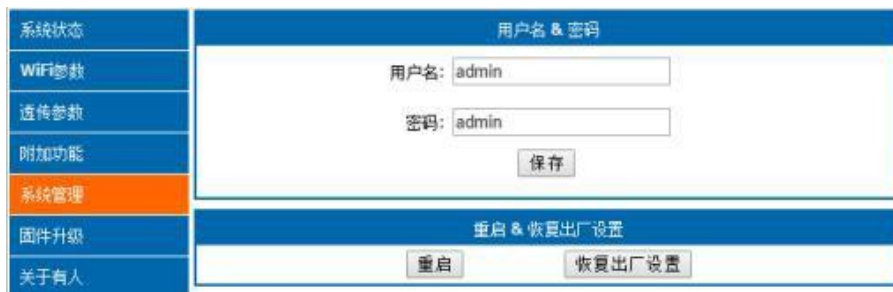 系统状态
WiFi参数
透传参数
附加功能
系统管理
固件升级
关于有人
用户名 & 密码
用户名: admin
密码: admin
保存
重启 & 恢复出厂设置
重启 恢复出厂设置